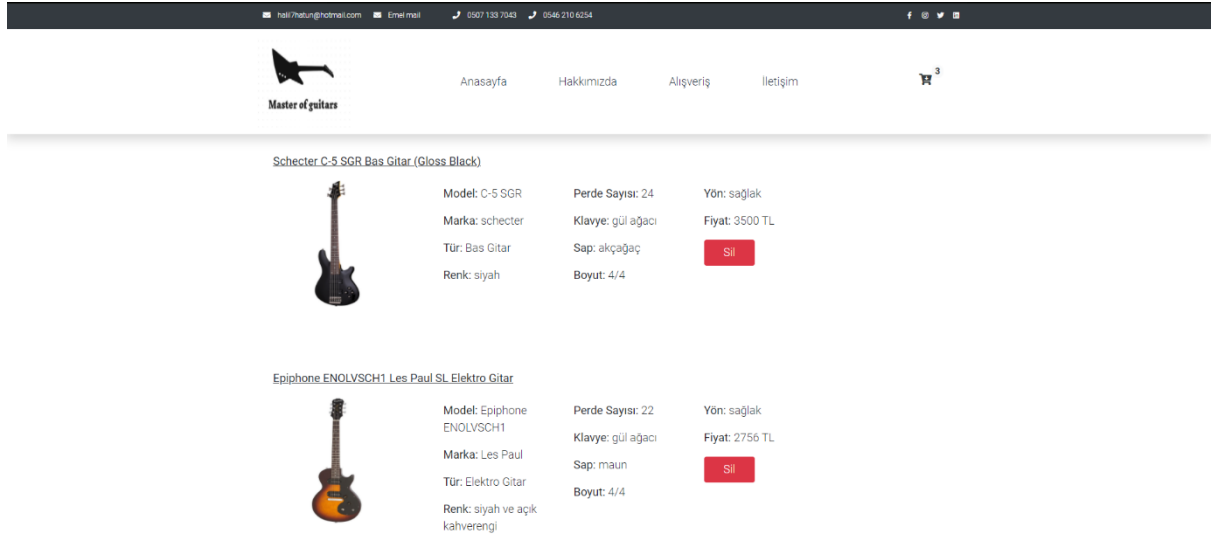 halil7hatun@hotmail.com Emel mail 0507 133 7043 0546 210 6254
Master of guitars
Anasayfa Hakkımızda Alışveriş İletişim 3
Schecter C-5 SGR Bas Gitar (Gloss Black)
Model: C-5 SGR Perde Sayısı: 24 Yön: sağlak
Marka: schecter Klavye: gül ağacı Fiyat: 3500 TL
Tür: Bas Gitar Sap: akçağaç Sil
Renk: siyah Boyut: 4/4
Epiphone ENOLVSCH1 Les Paul SL Elektro Gitar
Model: Epiphone Perde Sayısı: 22 Yön: sağlak
ENOLVSCH1
Klavye: gül ağacı Fiyat: 2756 TL
Marka: Les Paul
Sap: maun Sil
Tür: Elektro Gitar
Boyut: 4/4
Renk: siyah ve açık
kahverengi